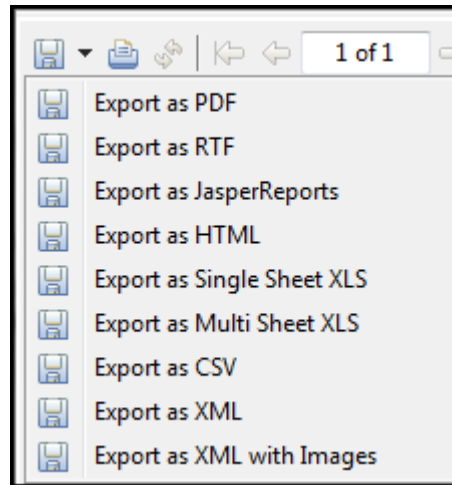 1 of 1
Export as PDF
Export as RTF
Export as JasperReports
Export as HTML
Export as Single Sheet XLS
Export as Multi Sheet XLS
Export as CSV
Export as XML
Export as XML with Images